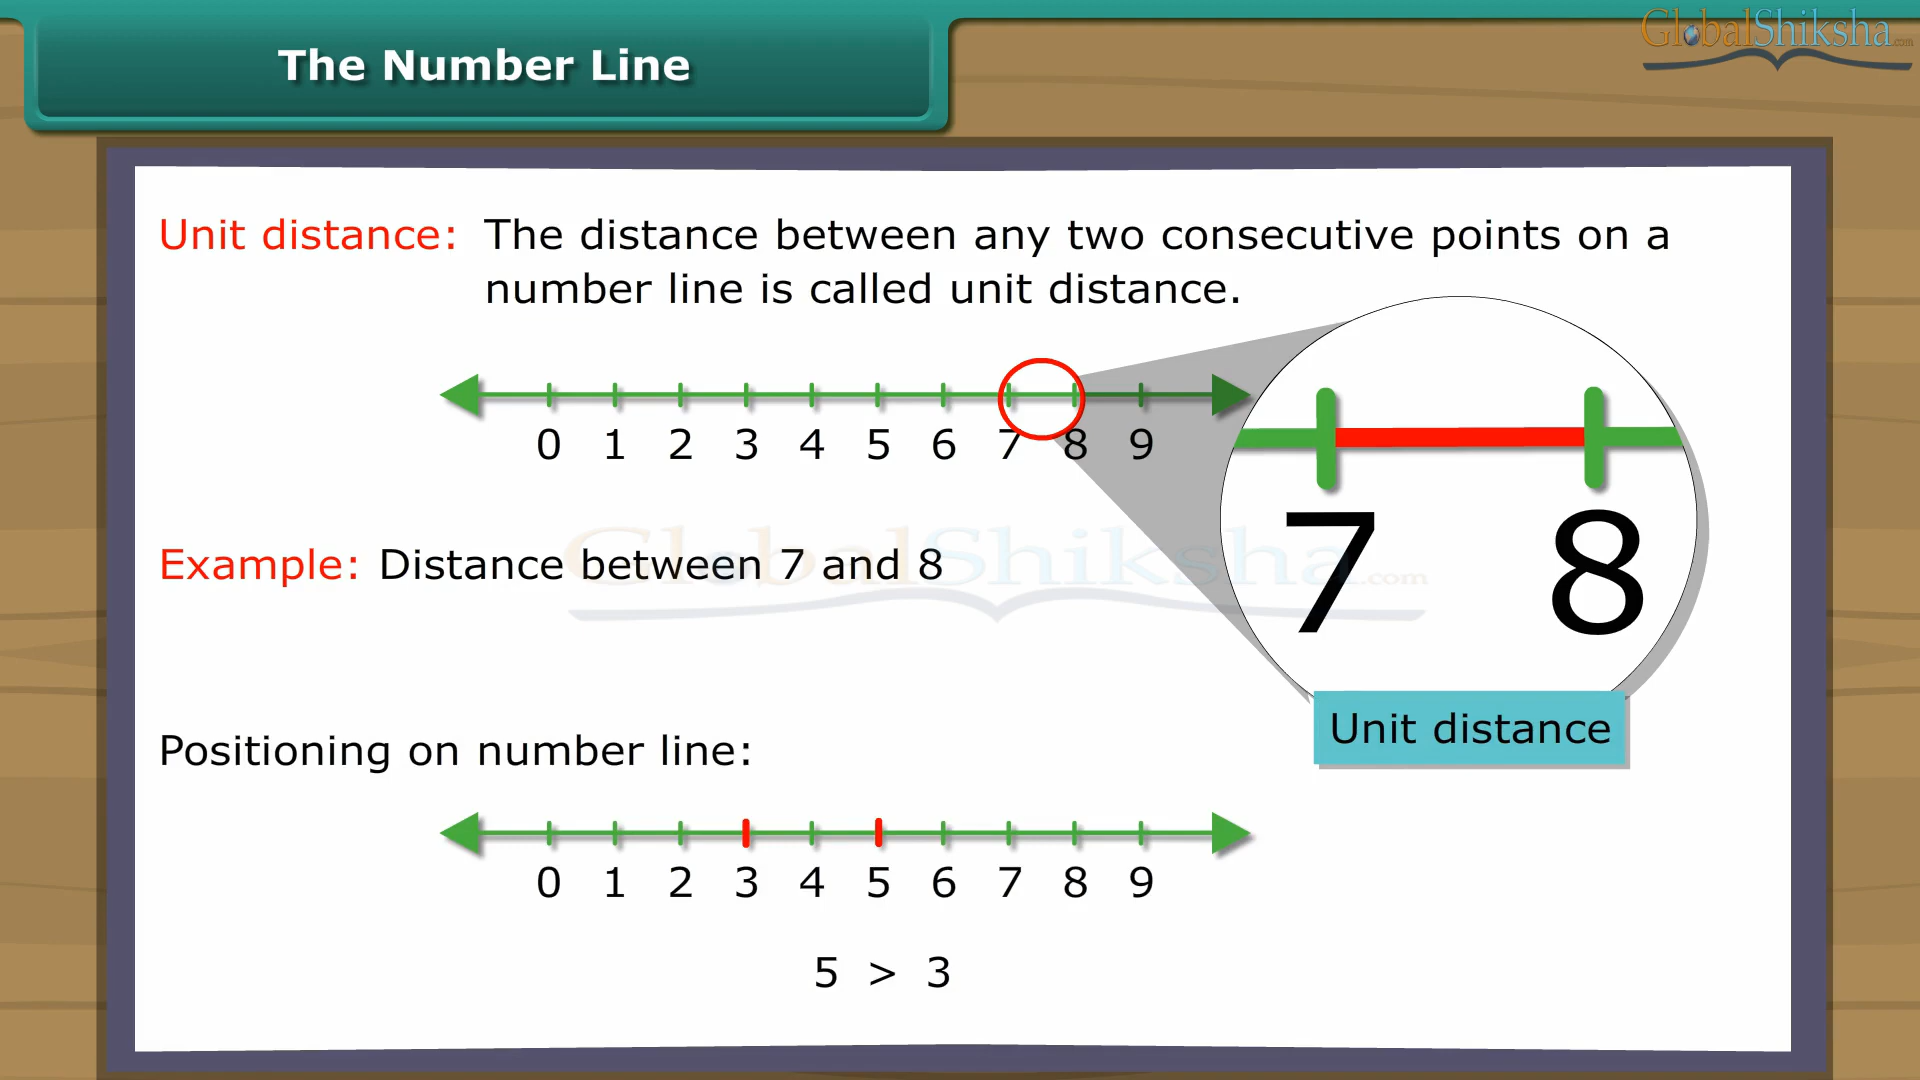 The Number Line
GlobalShiksha.com
Unit distance: The distance between any two consecutive points on a
number line is called unit distance.
0 1 2 3 4 5 6 7 8 9
7 8
Unit distance
Example: Distance between 7 and 8
GlobalShiksha.com
Positioning on number line:
0 1 2 3 4 5 6 7 8 9
5 > 3